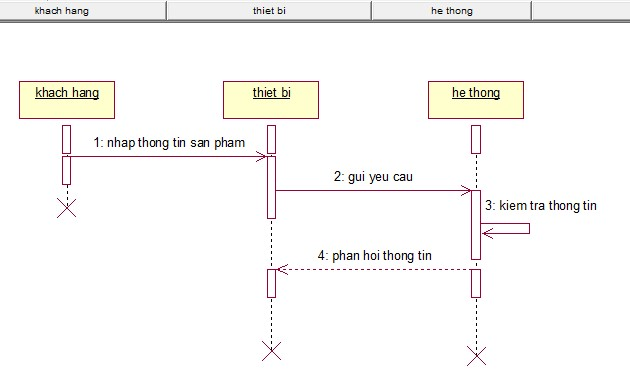 khach hang
thiet bi
he thong
khach hang
thiet bi
he thong
1: nhap thong tin san pham
2: gui yeu cau
3: kiem tra thong tin
4: phan hoi thong tin